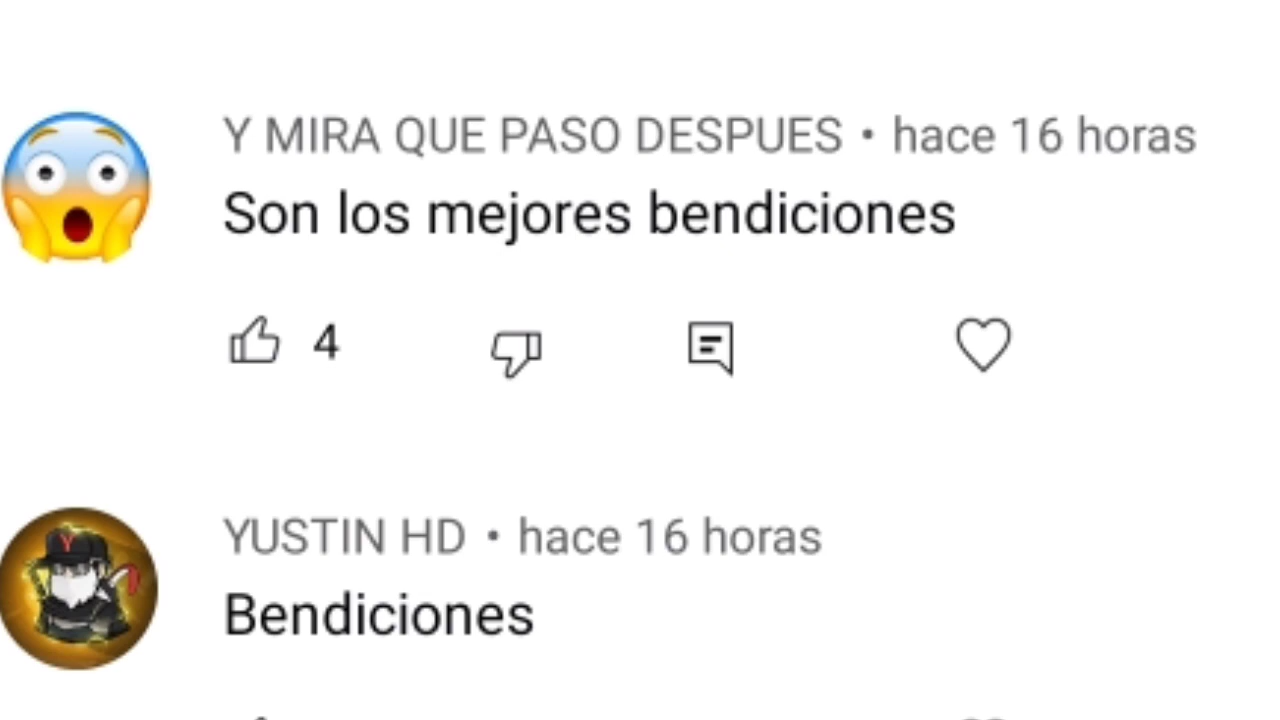 Y MIRA QUE PASO DESPUES • hace 16 horas
Son los mejores bendiciones
4
Y
YUSTIN HD • hace 16 horas
Bendiciones